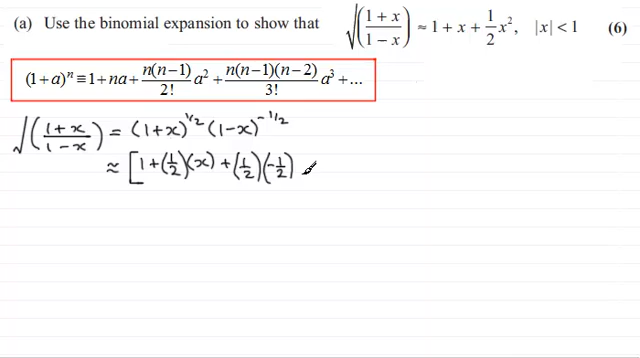 (a) Use the binomial expansion to show that √((1 + x)/(1 − x)) ≈ 1 + x + 1/2 x², |x| < 1 (6)
(1 + a)ⁿ ≡ 1 + na + n(n−1)/2! a² + n(n−1)(n−2)/3! a³ + ...
√((1+x)/(1−x)) = (1+x)^1/2 (1−x)^−1/2
≈ [1 + (1/2)(x) + (1/2)(−1/2)